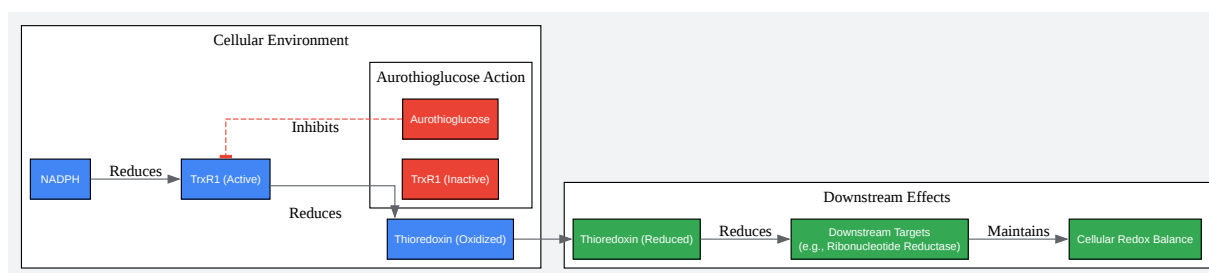 Cellular Environment
Aurothioglucose Action
Aurothioglucose
Inhibits
NADPH
Reduces
TrxR1 (Active)
TrxR1 (Inactive)
Reduces
Thioredoxin (Oxidized)
Downstream Effects
Thioredoxin (Reduced)
Reduces
Downstream Targets
(e.g., Ribonucleotide Reductase)
Maintains
Cellular Redox Balance